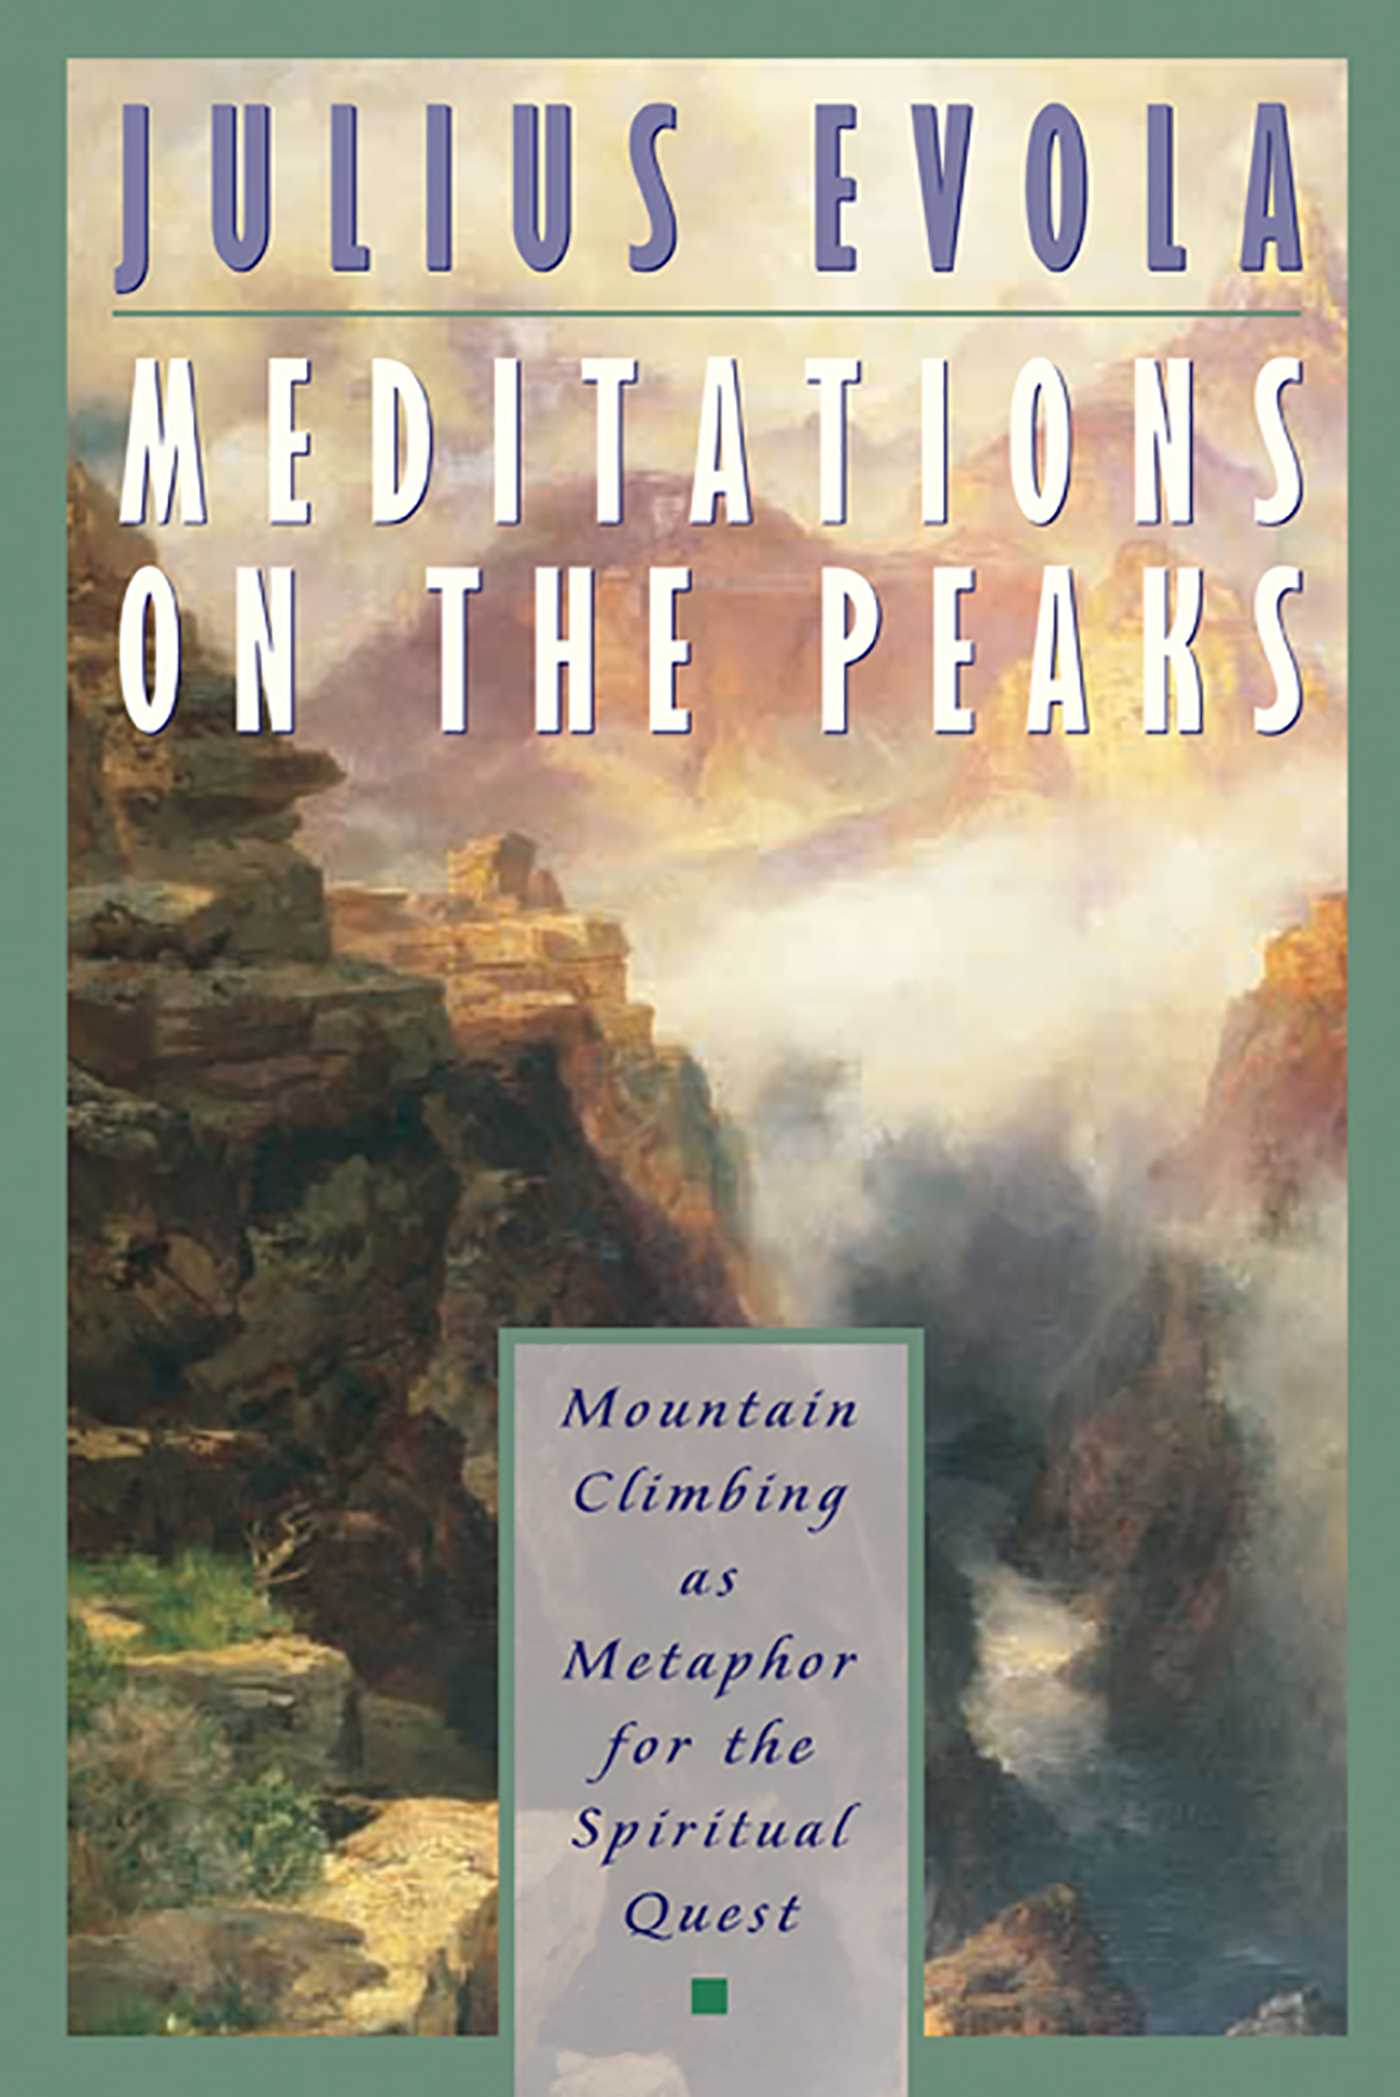 JULIUS EVOLA
MEDITATIONS
ON THE PEAKS
Mountain
Climbing
as
Metaphor
for the
Spiritual
Quest